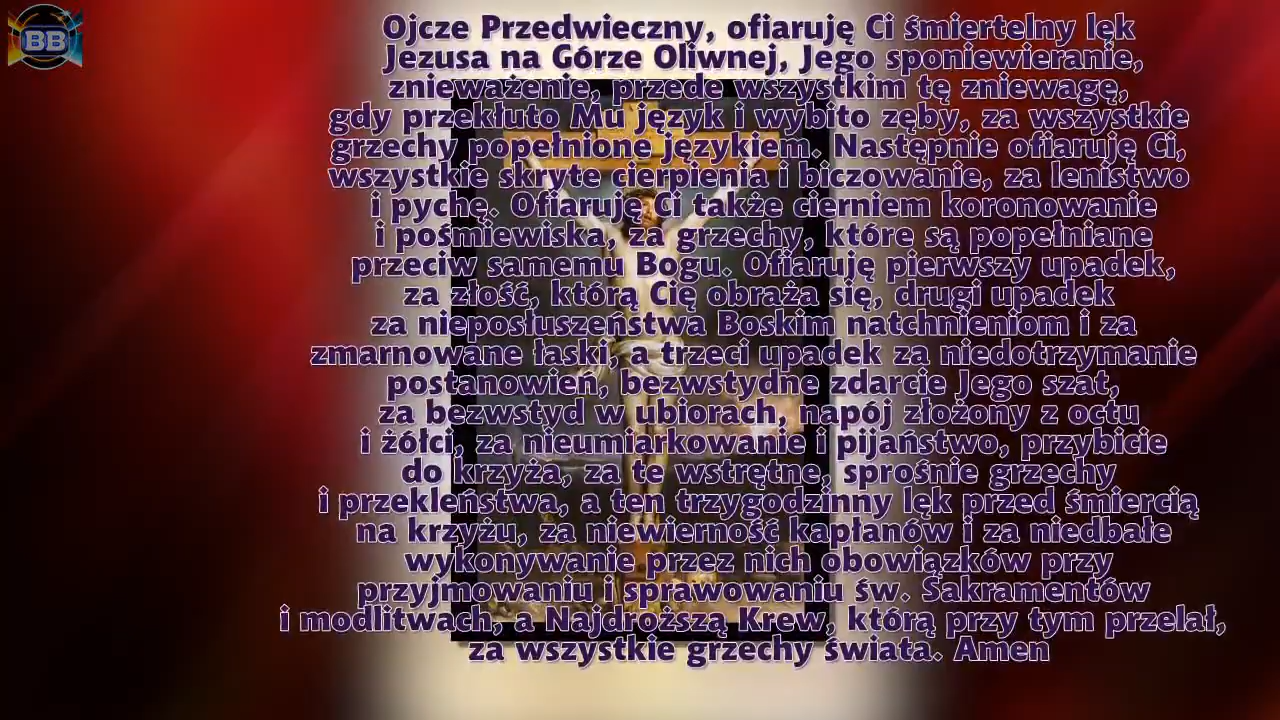 BB
Ojcze Przedwieczny, ofiaruję Ci śmiertelny lęk
Jezusa na Górze Oliwnej, Jego sponiewieranie,
znieważenie, przede wszystkim tę zniewagę,
gdy przekłuto Mu język i wybito zęby, za wszystkie
grzechy popełnione językiem. Następnie ofiaruję Ci,
wszystkie skryte cierpienia i biczowanie, za lenistwo
i pychę. Ofiaruję Ci także cierniem koronowanie
i pośmiewiska, za grzechy, które są popełniane
przeciw samemu Bogu. Ofiaruję pierwszy upadek,
za złość, którą Cię obraża się, drugi upadek
za nieposłuszeństwa Boskim natchnieniom i za
zmarnowane łaski, a trzeci upadek za niedotrzymanie
postanowień, bezwstydne zdarcie Jego szat,
za bezwstyd w ubiorach, napój złożony z octu
i żółci, za nieumiarkowanie i pijaństwo, przybicie
do krzyża, za te wstrętne, sprośnie grzechy
i przekleństwa, a ten trzygodzinny lęk przed śmiercią
na krzyżu, za niewierność kapłanów i za niedbałe
wykonywanie przez nich obowiązków przy
przyjmowaniu i sprawowaniu św. Sakramentów
i modlitwach, a Najdroższą Krew, którą przy tym przelał,
za wszystkie grzechy świata. Amen